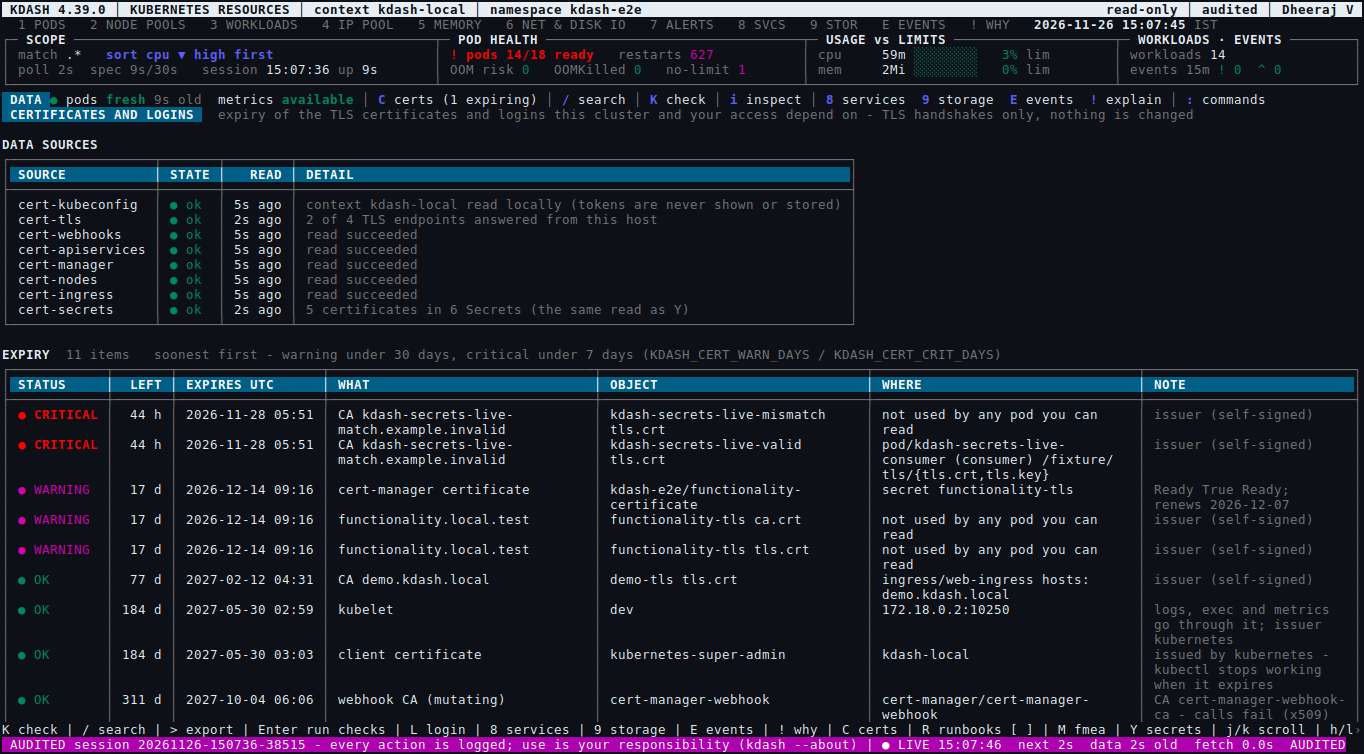 KDASH 4.39.0 │ KUBERNETES RESOURCES │ context kdash-local │ namespace kdash-e2e read-only │ audited │ Dheeraj V
1 PODS 2 NODE POOLS 3 WORKLOADS 4 IP POOL 5 MEMORY 6 NET & DISK IO 7 ALERTS 8 SVCS 9 STOR E EVENTS ! WHY 2026-11-26 15:07:45 IST
SCOPE POD HEALTH USAGE vs LIMITS WORKLOADS · EVENTS
match .* sort cpu ▼ high first ! pods 14/18 ready restarts 627 cpu 59m 3% lim workloads 14
poll 2s spec 9s/30s session 15:07:36 up 9s OOM risk 0 OOMKilled 0 no-limit 1 mem 2Mi 0% lim events 15m ! 0 ^ 0
DATA ● pods fresh 9s old metrics available │ C certs (1 expiring) │ / search │ K check │ i inspect │ 8 services 9 storage E events ! explain │ : commands
CERTIFICATES AND LOGINS expiry of the TLS certificates and logins this cluster and your access depend on - TLS handshakes only, nothing is changed
DATA SOURCES
SOURCE STATE READ DETAIL
cert-kubeconfig ● ok 5s ago context kdash-local read locally (tokens are never shown or stored)
cert-tls ● ok 2s ago 2 of 4 TLS endpoints answered from this host
cert-webhooks ● ok 5s ago read succeeded
cert-apiservices ● ok 5s ago read succeeded
cert-manager ● ok 5s ago read succeeded
cert-nodes ● ok 5s ago read succeeded
cert-ingress ● ok 5s ago read succeeded
cert-secrets ● ok 2s ago 5 certificates in 6 Secrets (the same read as Y)
EXPIRY 11 items soonest first - warning under 30 days, critical under 7 days (KDASH_CERT_WARN_DAYS / KDASH_CERT_CRIT_DAYS)
STATUS LEFT EXPIRES UTC WHAT OBJECT WHERE NOTE
● CRITICAL 44 h 2026-11-28 05:51 CA kdash-secrets-live- kdash-secrets-live-mismatch not used by any pod you can issuer (self-signed)
match.example.invalid tls.crt read
● CRITICAL 44 h 2026-11-28 05:51 CA kdash-secrets-live- kdash-secrets-live-valid pod/kdash-secrets-live- issuer (self-signed)
match.example.invalid tls.crt consumer (consumer) /fixture/
tls/{tls.crt,tls.key}
● WARNING 17 d 2026-12-14 09:16 cert-manager certificate kdash-e2e/functionality- secret functionality-tls Ready True Ready;
certificate renews 2026-12-07
● WARNING 17 d 2026-12-14 09:16 functionality.local.test functionality-tls ca.crt not used by any pod you can issuer (self-signed)
read
● WARNING 17 d 2026-12-14 09:16 functionality.local.test functionality-tls tls.crt not used by any pod you can issuer (self-signed)
read
● OK 77 d 2027-02-12 04:31 CA demo.kdash.local demo-tls tls.crt ingress/web-ingress hosts: issuer (self-signed)
demo.kdash.local
● OK 184 d 2027-05-30 02:59 kubelet dev 172.18.0.2:10250 logs, exec and metrics
go through it; issuer
kubernetes
● OK 184 d 2027-05-30 03:03 client certificate kubernetes-super-admin kdash-local issued by kubernetes -
kubectl stops working
when it expires
● OK 311 d 2027-10-04 06:06 webhook CA (mutating) cert-manager-webhook cert-manager/cert-manager- CA cert-manager-webhook-
webhook ca - calls fail (x509)
K check | / search | > export | Enter run checks | L login | 8 services | 9 storage | E events | ! why | C certs | R runbooks [ ] | M fmea | Y secrets | j/k scroll | h/l›
AUDITED session 20261126-150736-38515 - every action is logged; use is your responsibility (kdash --about) │ ● LIVE 15:07:46 next 2s data 2s old fetch 0.0s AUDITED